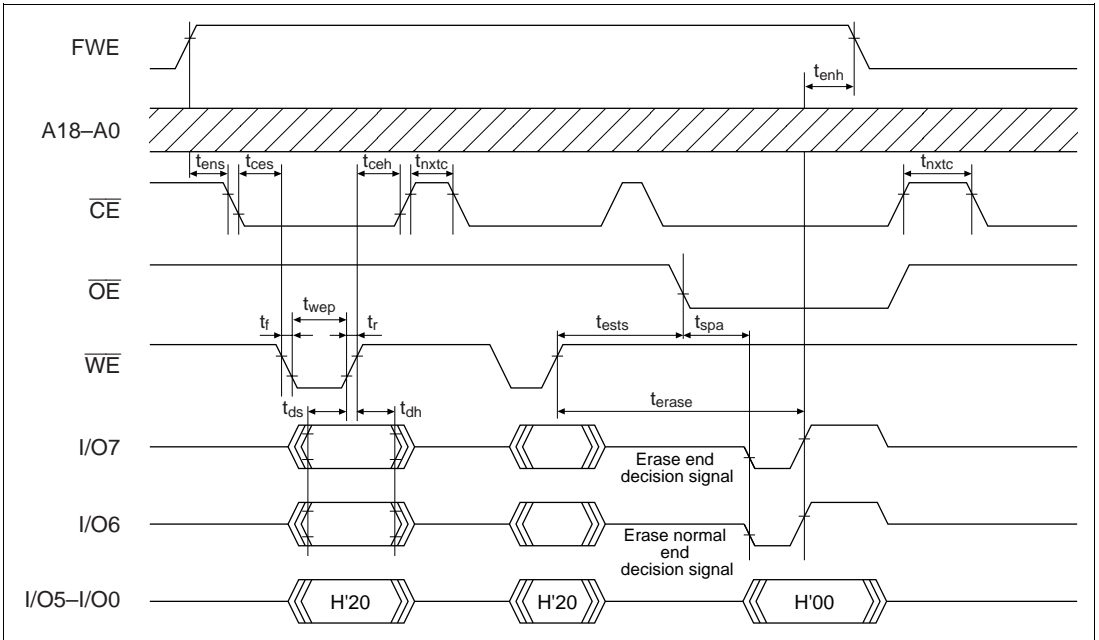 FWE
tenh
A18–A0
tens
tces
tceh
tnxtc
tnxtc
CE
OE
twep
tf
tr
tests
tspa
WE
tds
tdh
terase
I/O7
Erase end
decision signal
I/O6
Erase normal
end
decision signal
I/O5–I/O0
H'20
H'20
H'00